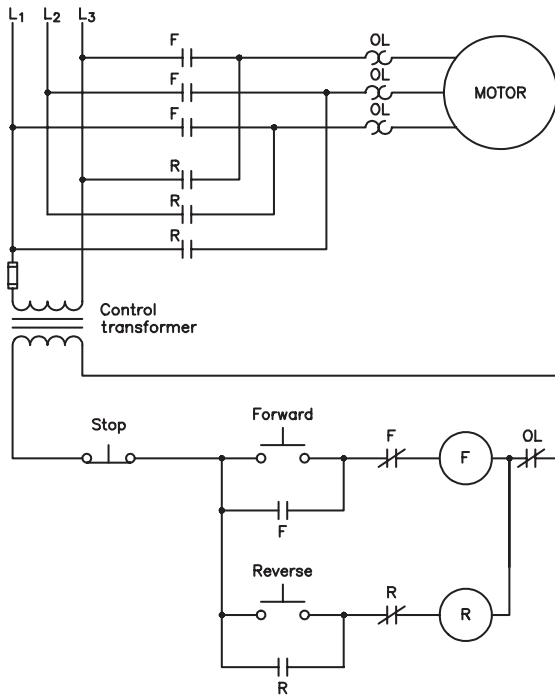 L1 L2 L3
F OL
F OL
MOTOR
F OL
R
R
R
Control
transformer
Stop
Forward
F
F
OL
F
Reverse
R
R
R